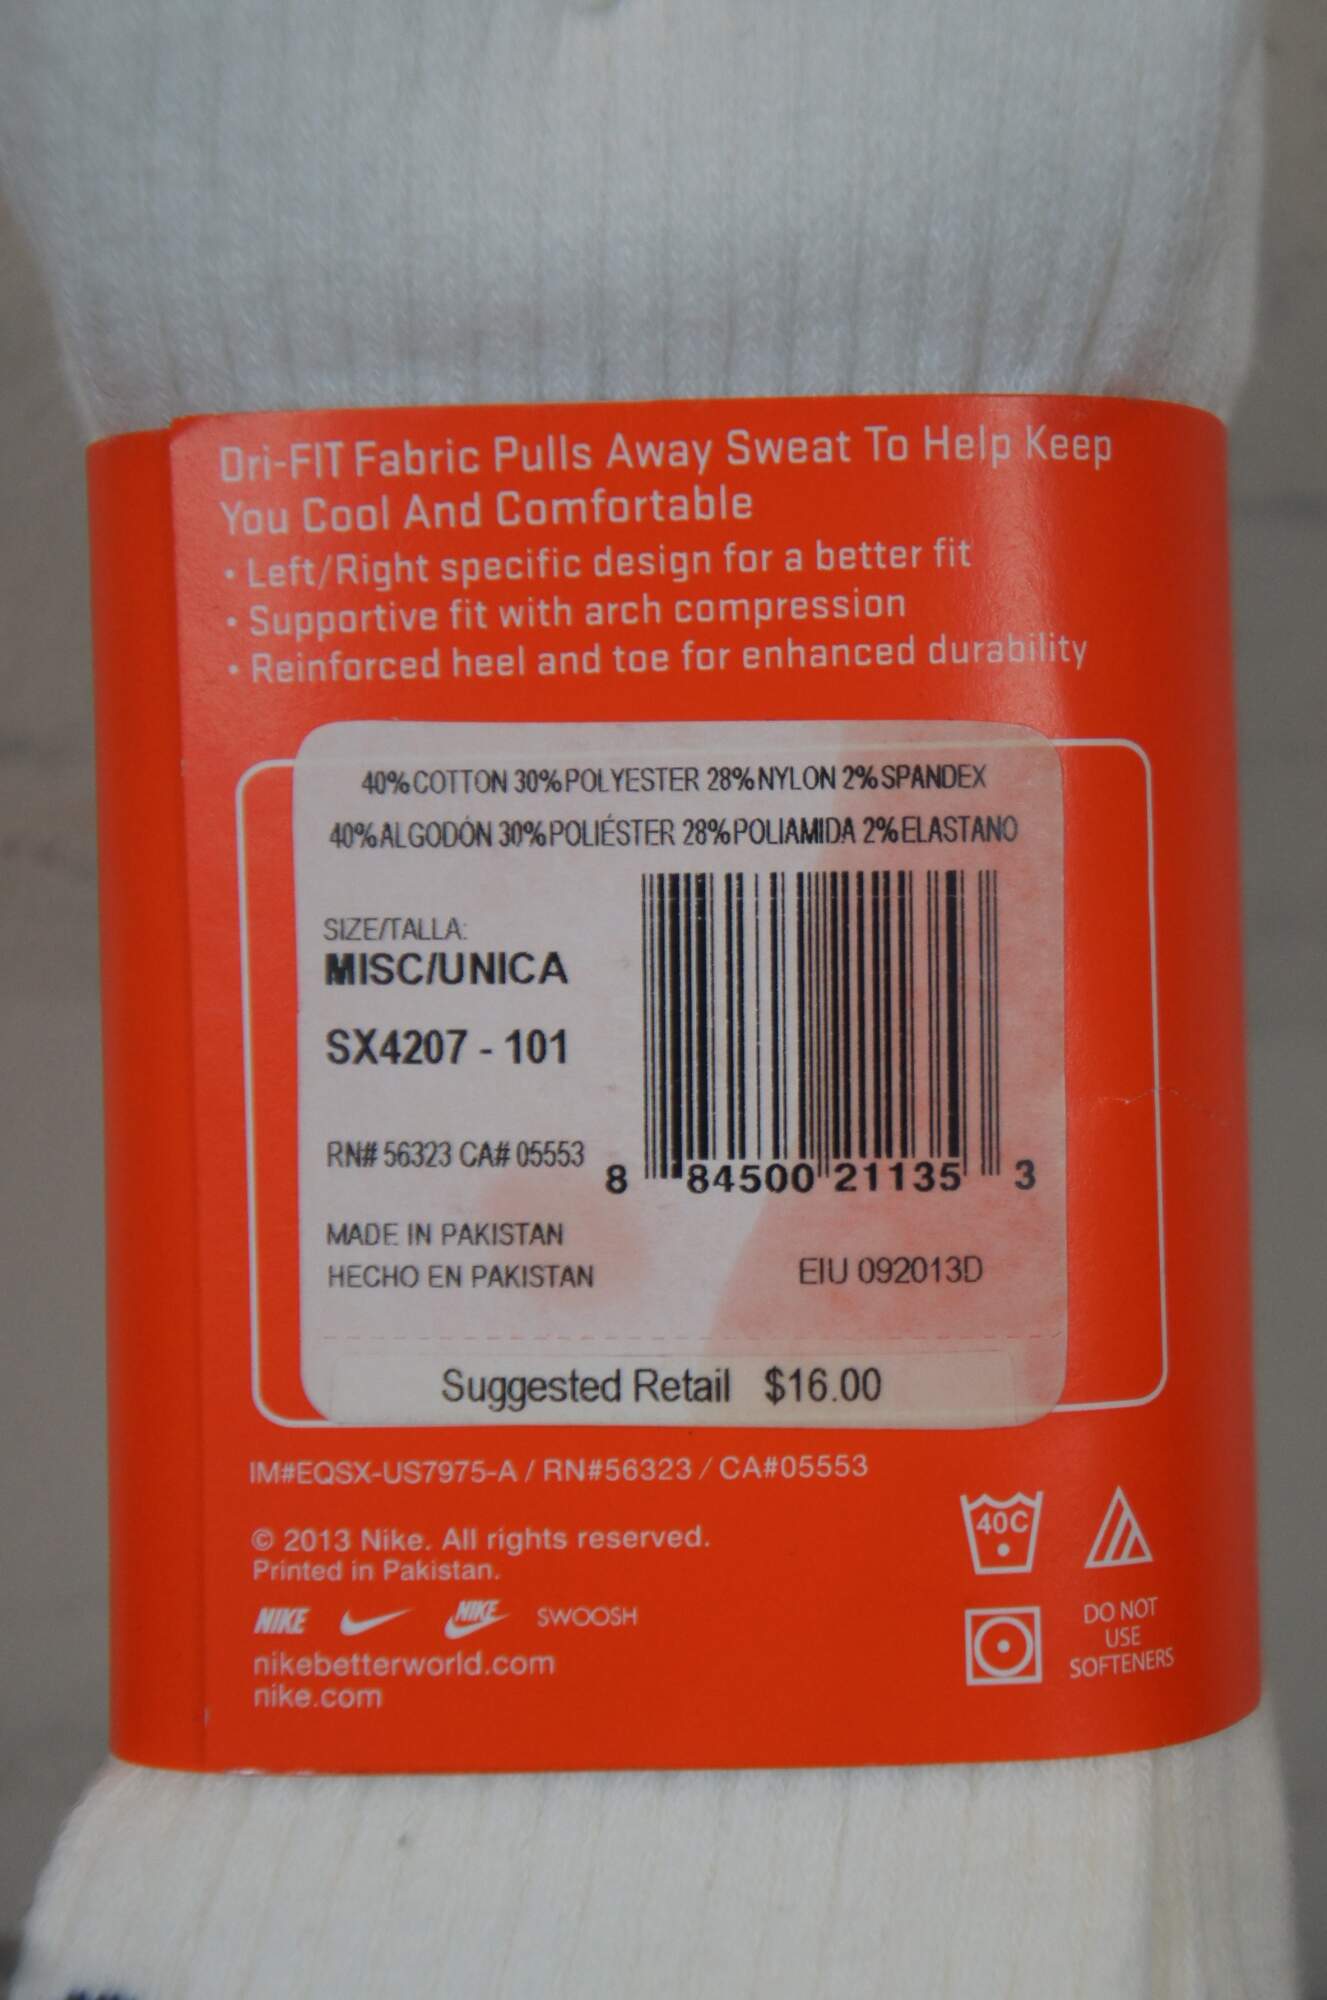 Dri-FIT Fabric Pulls Away Sweat To Help Keep
You Cool And Comfortable
• Left/Right specific design for a better fit
• Supportive fit with arch compression
• Reinforced heel and toe for enhanced durability
40% COTTON 30% POLYESTER 28% NYLON 2% SPANDEX
40% ALGODÓN 30% POLIÉSTER 28% POLIAMIDA 2% ELASTANO
SIZE/TALLA:
MISC/UNICA
SX4207 - 101
RN# 56323 CA# 05553
8 84500 21135 3
MADE IN PAKISTAN
HECHO EN PAKISTAN
EIU 092013D
Suggested Retail $16.00
IM#EQSX-US7975-A / RN#56323 / CA#05553
© 2013 Nike. All rights reserved.
Printed in Pakistan.
NIKE NIKE SWOOSH
nikebetterworld.com
nike.com
40C
DO NOT
USE
SOFTENERS